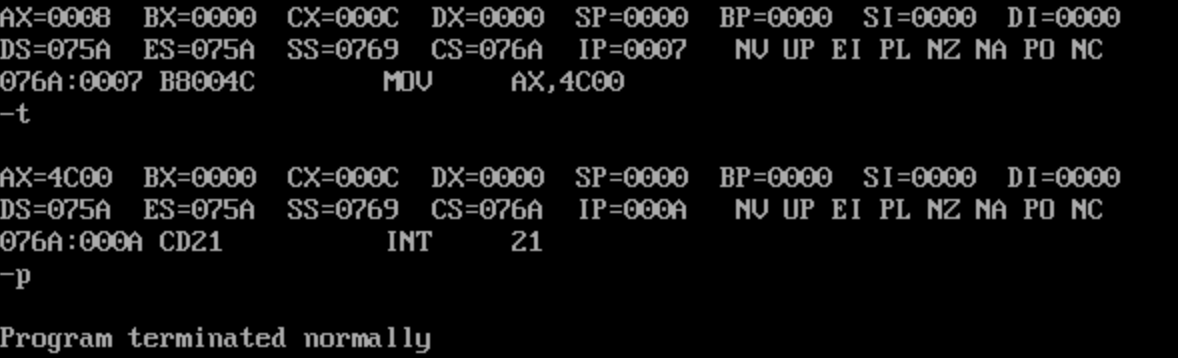 AX=0008  BX=0000  CX=000C  DX=0000  SP=0000  BP=0000  SI=0000  DI=0000
DS=075A  ES=075A  SS=0769  CS=076A  IP=0007   NV UP EI PL NZ NA PO NC
076A:0007 B8004C        MOV     AX,4C00
-t
AX=4C00  BX=0000  CX=000C  DX=0000  SP=0000  BP=0000  SI=0000  DI=0000
DS=075A  ES=075A  SS=0769  CS=076A  IP=000A   NV UP EI PL NZ NA PO NC
076A:000A CD21          INT     21
-p
Program terminated normally